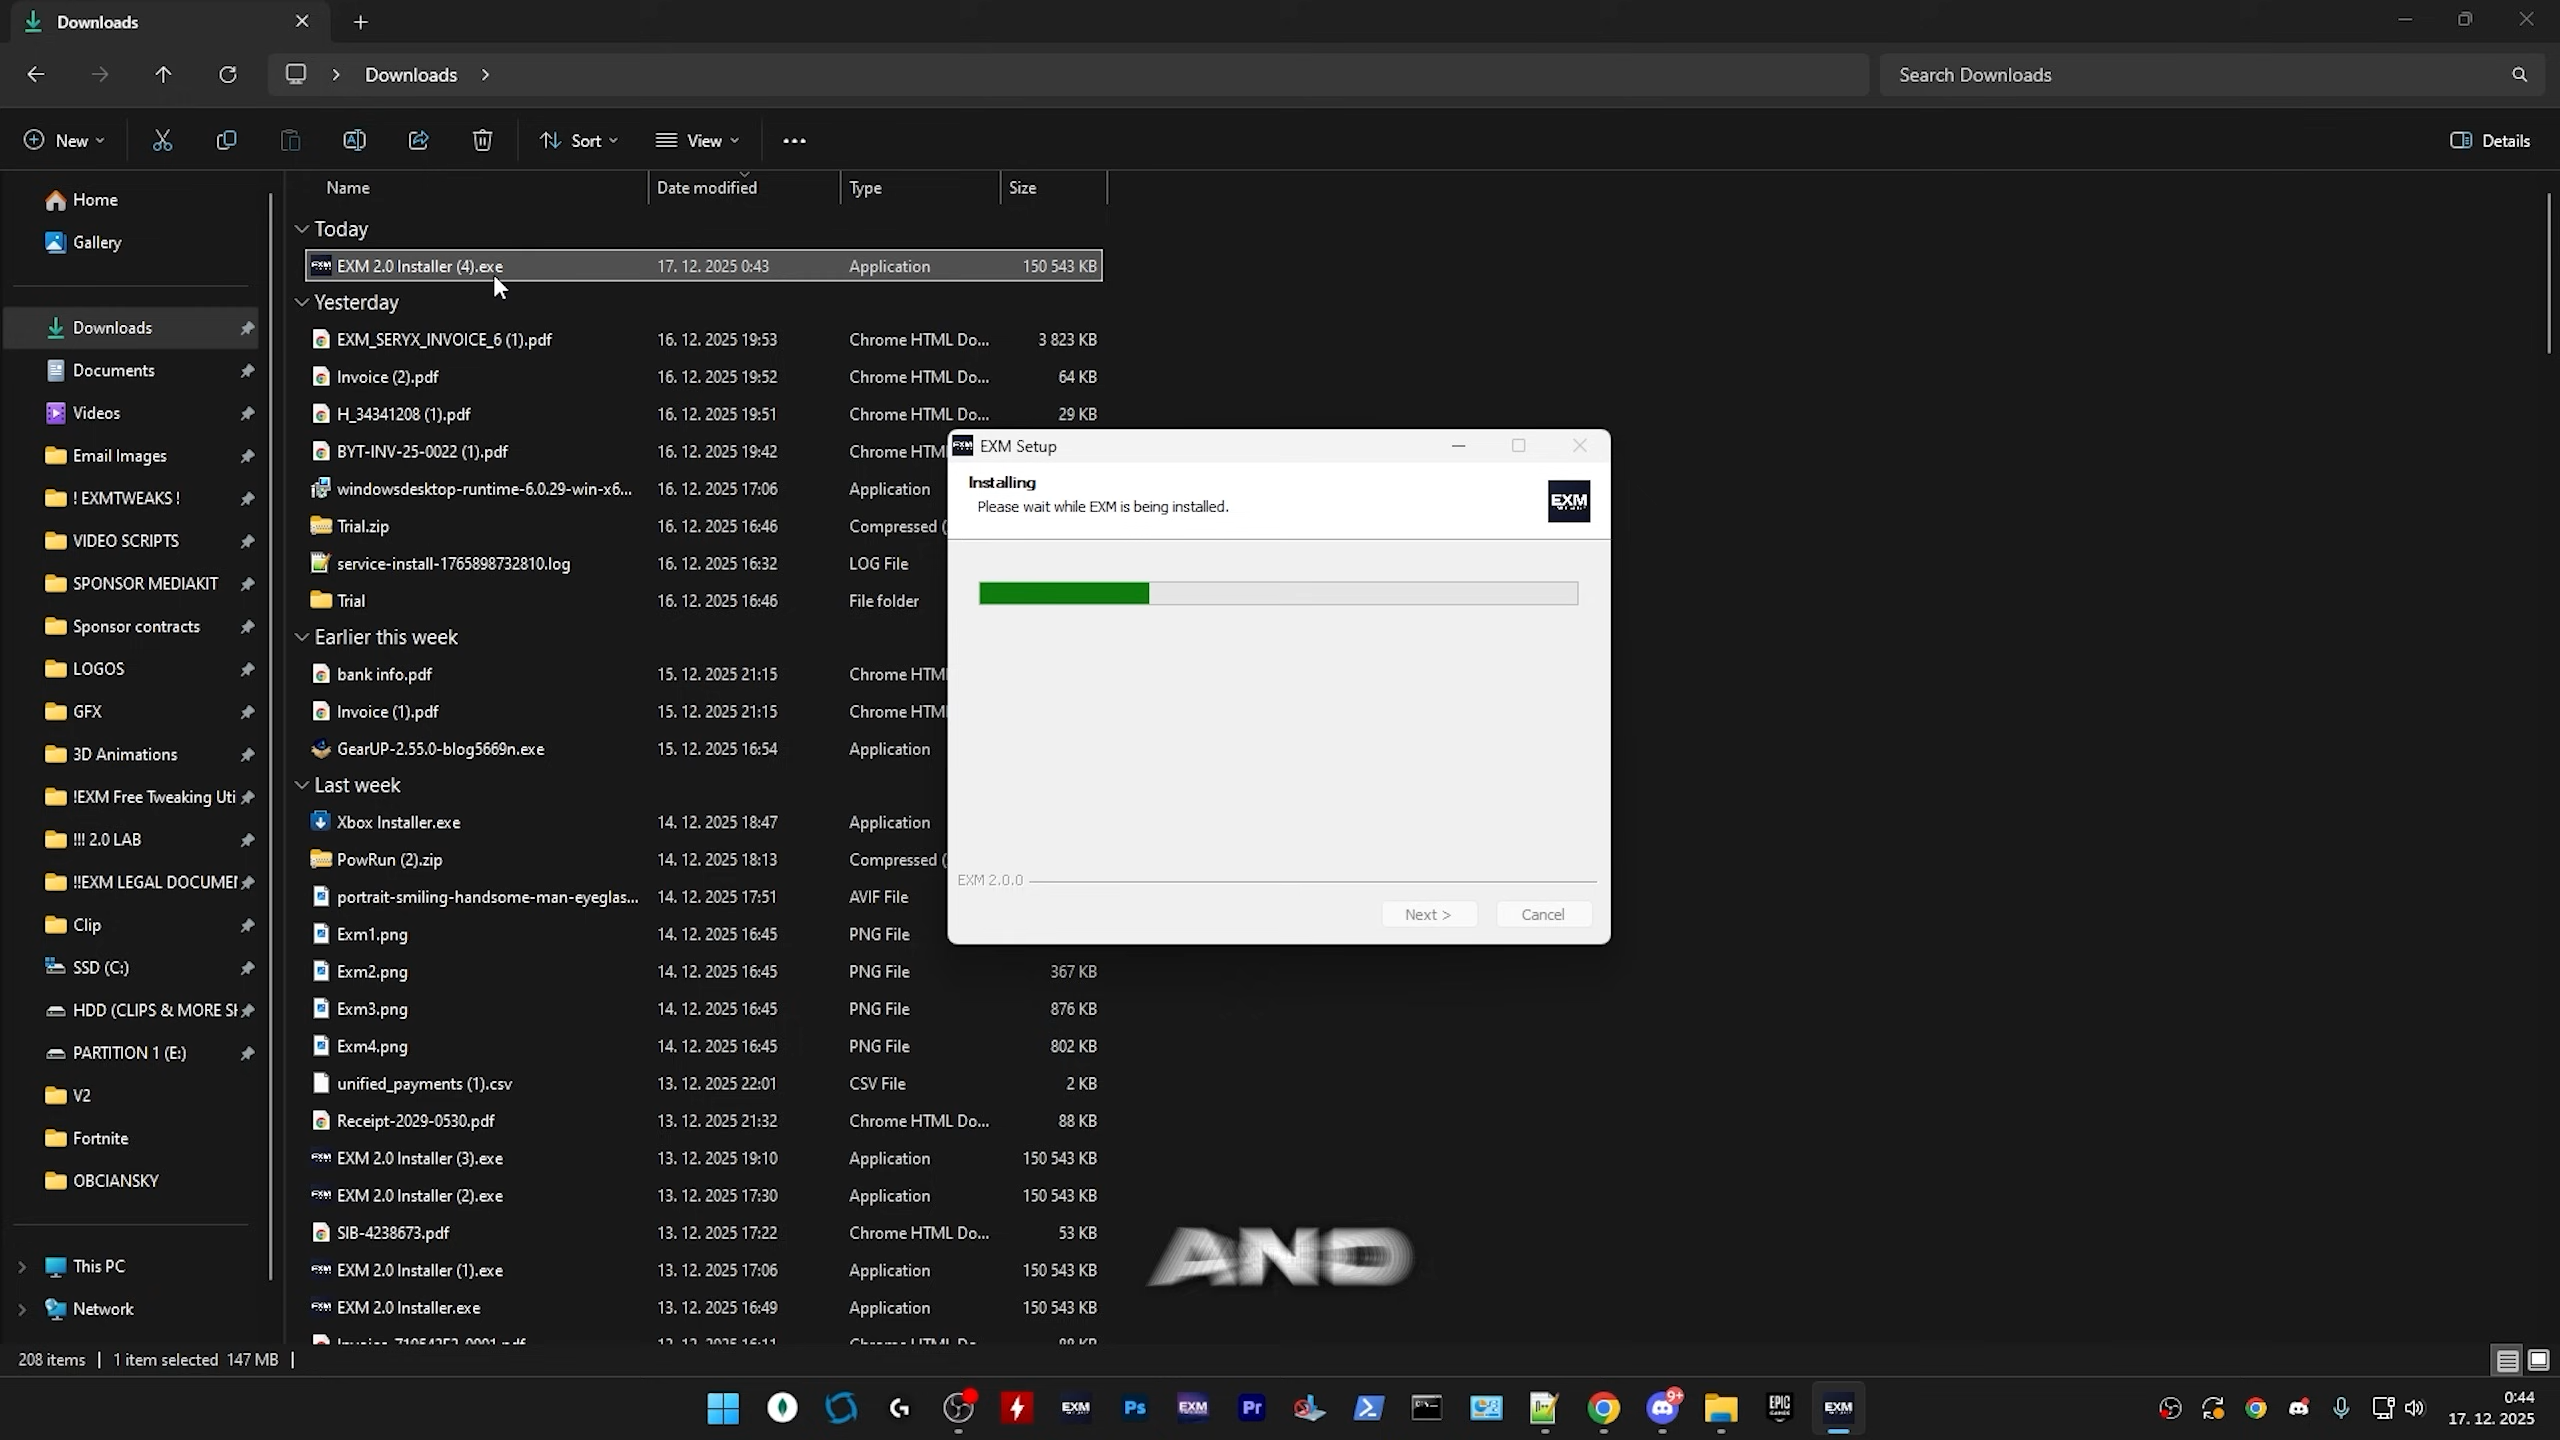 Downloads
Downloads
Search Downloads
New
Sort
View
Details
Name Date modified Type Size
Home
Gallery
Downloads
Documents
Videos
Email Images
! EXMTWEAKS !
VIDEO SCRIPTS
SPONSOR MEDIAKIT
Sponsor contracts
LOGOS
GFX
3D Animations
!EXM Free Tweaking Uti
!!! 2.0 LAB
!!EXM LEGAL DOCUMEI
Clip
SSD (C:)
HDD (CLIPS & MORE SH
PARTITION 1 (E:)
V2
Fortnite
OBCIANSKY
This PC
Network
Today
EXM 2.0 Installer (4).exe 17. 12. 2025 0:43 Application 150 543 KB
Yesterday
EXM_SERYX_INVOICE_6 (1).pdf 16. 12. 2025 19:53 Chrome HTML Do... 3 823 KB
Invoice (2).pdf 16. 12. 2025 19:52 Chrome HTML Do... 64 KB
H_34341208 (1).pdf 16. 12. 2025 19:51 Chrome HTML Do... 29 KB
BYT-INV-25-0022 (1).pdf 16. 12. 2025 19:42 Chrome HTM
windowsdesktop-runtime-6.0.29-win-x6... 16. 12. 2025 17:06 Application
Trial.zip 16. 12. 2025 16:46 Compressed (
service-install-1765898732810.log 16. 12. 2025 16:32 LOG File
Trial 16. 12. 2025 16:46 File folder
Earlier this week
bank info.pdf 15. 12. 2025 21:15 Chrome HTM
Invoice (1).pdf 15. 12. 2025 21:15 Chrome HTM
GearUP-2.55.0-blog5669n.exe 15. 12. 2025 16:54 Application
Last week
Xbox Installer.exe 14. 12. 2025 18:47 Application
PowRun (2).zip 14. 12. 2025 18:13 Compressed (
portrait-smiling-handsome-man-eyeglas... 14. 12. 2025 17:51 AVIF File
Exm1.png 14. 12. 2025 16:45 PNG File
Exm2.png 14. 12. 2025 16:45 PNG File 367 KB
Exm3.png 14. 12. 2025 16:45 PNG File 876 KB
Exm4.png 14. 12. 2025 16:45 PNG File 802 KB
unified_payments (1).csv 13. 12. 2025 22:01 CSV File 2 KB
Receipt-2029-0530.pdf 13. 12. 2025 21:32 Chrome HTML Do... 88 KB
EXM 2.0 Installer (3).exe 13. 12. 2025 19:10 Application 150 543 KB
EXM 2.0 Installer (2).exe 13. 12. 2025 17:30 Application 150 543 KB
SIB-4238673.pdf 13. 12. 2025 17:22 Chrome HTML Do... 53 KB
EXM 2.0 Installer (1).exe 13. 12. 2025 17:06 Application 150 543 KB
EXM 2.0 Installer.exe 13. 12. 2025 16:49 Application 150 543 KB
EXM Setup
Installing
Please wait while EXM is being installed.
EXM
EXM 2.0.0
Next >
Cancel
AND
208 items 1 item selected 147 MB
EXM
Ps
EXM
Pr
9+
EPIC
EXM
0:44
17. 12. 2025